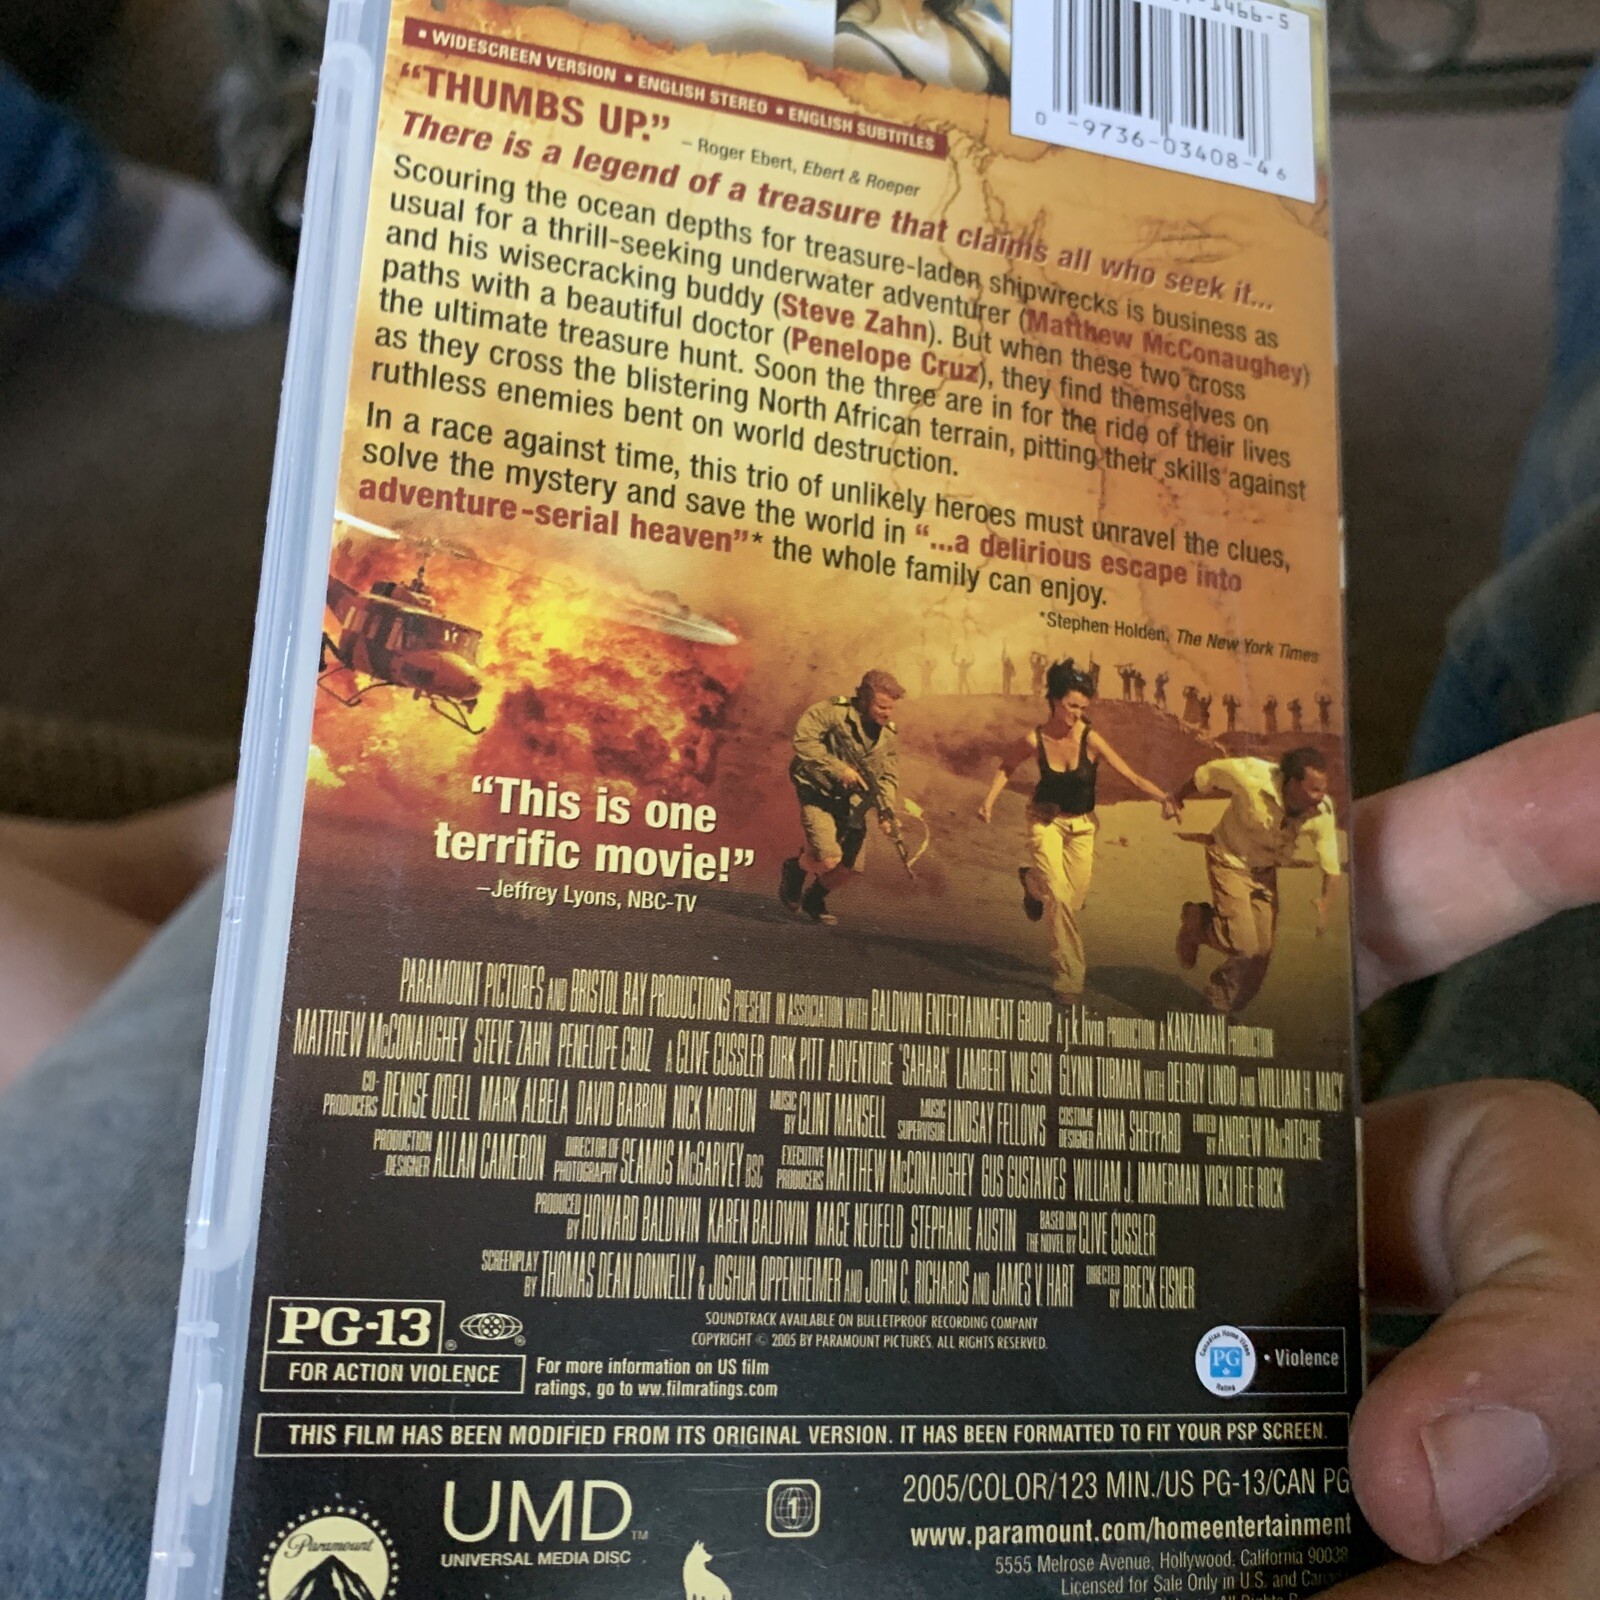 466-5
0 -9736-03408-4 6
• WIDESCREEN VERSION • ENGLISH STEREO • ENGLISH SUBTITLES
“THUMBS UP.” – Roger Ebert, Ebert & Roeper
There is a legend of a treasure that claims all who seek it...
Scouring the ocean depths for treasure-laden shipwrecks is business as
usual for a thrill-seeking underwater adventurer (Matthew McConaughey)
and his wisecracking buddy (Steve Zahn). But when these two cross
paths with a beautiful doctor (Penelope Cruz), they find themselves on
the ultimate treasure hunt. Soon the three are in for the ride of their lives
as they cross the blistering North African terrain, pitting their skills against
ruthless enemies bent on world destruction.
In a race against time, this trio of unlikely heroes must unravel the clues,
solve the mystery and save the world in “...a delirious escape into
adventure-serial heaven”* the whole family can enjoy.
*Stephen Holden, The New York Times
“This is one
terrific movie!”
–Jeffrey Lyons, NBC-TV
PARAMOUNT PICTURES AND BRISTOL BAY PRODUCTIONS PRESENT IN ASSOCIATION WITH BALDWIN ENTERTAINMENT GROUP A j.k.livin PRODUCTION A KANZAMAN PRODUCTION
MATTHEW McCONAUGHEY STEVE ZAHN PENELOPE CRUZ A CLIVE CUSSLER DIRK PITT ADVENTURE 'SAHARA' LAMBERT WILSON GLYNN TURMAN WITH DELROY LINDO AND WILLIAM H. MACY
CO-PRODUCERS DENISE O'DELL MARK ALBELA DAVID BARRON NICK MORTON MUSIC BY CLINT MANSELL MUSIC SUPERVISOR LINDSAY FELLOWS COSTUME DESIGNER ANNA SHEPPARD EDITED BY ANDREW MacRITCHIE
PRODUCTION DESIGNER ALLAN CAMERON DIRECTOR OF PHOTOGRAPHY SEAMUS McGARVEY BSC EXECUTIVE PRODUCERS MATTHEW McCONAUGHEY GUS GUSTAWES WILLIAM J. IMMERMAN VICKI DEE ROCK
PRODUCED BY HOWARD BALDWIN KAREN BALDWIN MACE NEUFELD STEPHANIE AUSTIN BASED ON THE NOVEL BY CLIVE CUSSLER
SCREENPLAY BY THOMAS DEAN DONNELLY & JOSHUA OPPENHEIMER AND JOHN C. RICHARDS AND JAMES V. HART DIRECTED BY BRECK EISNER
SOUNDTRACK AVAILABLE ON BULLETPROOF RECORDING COMPANY
COPYRIGHT © 2005 BY PARAMOUNT PICTURES. ALL RIGHTS RESERVED.
PG-13 ®
®
FOR ACTION VIOLENCE
For more information on US film
ratings, go to ww.filmratings.com
Canadian Home Video
PG
• Violence
THIS FILM HAS BEEN MODIFIED FROM ITS ORIGINAL VERSION. IT HAS BEEN FORMATTED TO FIT YOUR PSP SCREEN.
Paramount
UMD™
UNIVERSAL MEDIA DISC
1
2005/COLOR/123 MIN./US PG-13/CAN PG
www.paramount.com/homeentertainment
5555 Melrose Avenue, Hollywood, California 90038
Licensed for Sale Only in U.S. and